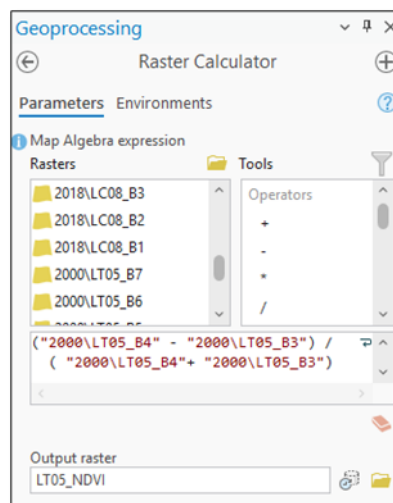 Geoprocessing
Raster Calculator
Parameters Environments
Map Algebra expression
Rasters Tools
2018\LC08_B3
2018\LC08_B2
2018\LC08_B1
2000\LT05_B7
2000\LT05_B6
Operators
+
-
*
/
("2000\LT05_B4" - "2000\LT05_B3") /
( "2000\LT05_B4"+ "2000\LT05_B3")
Output raster
LT05_NDVI